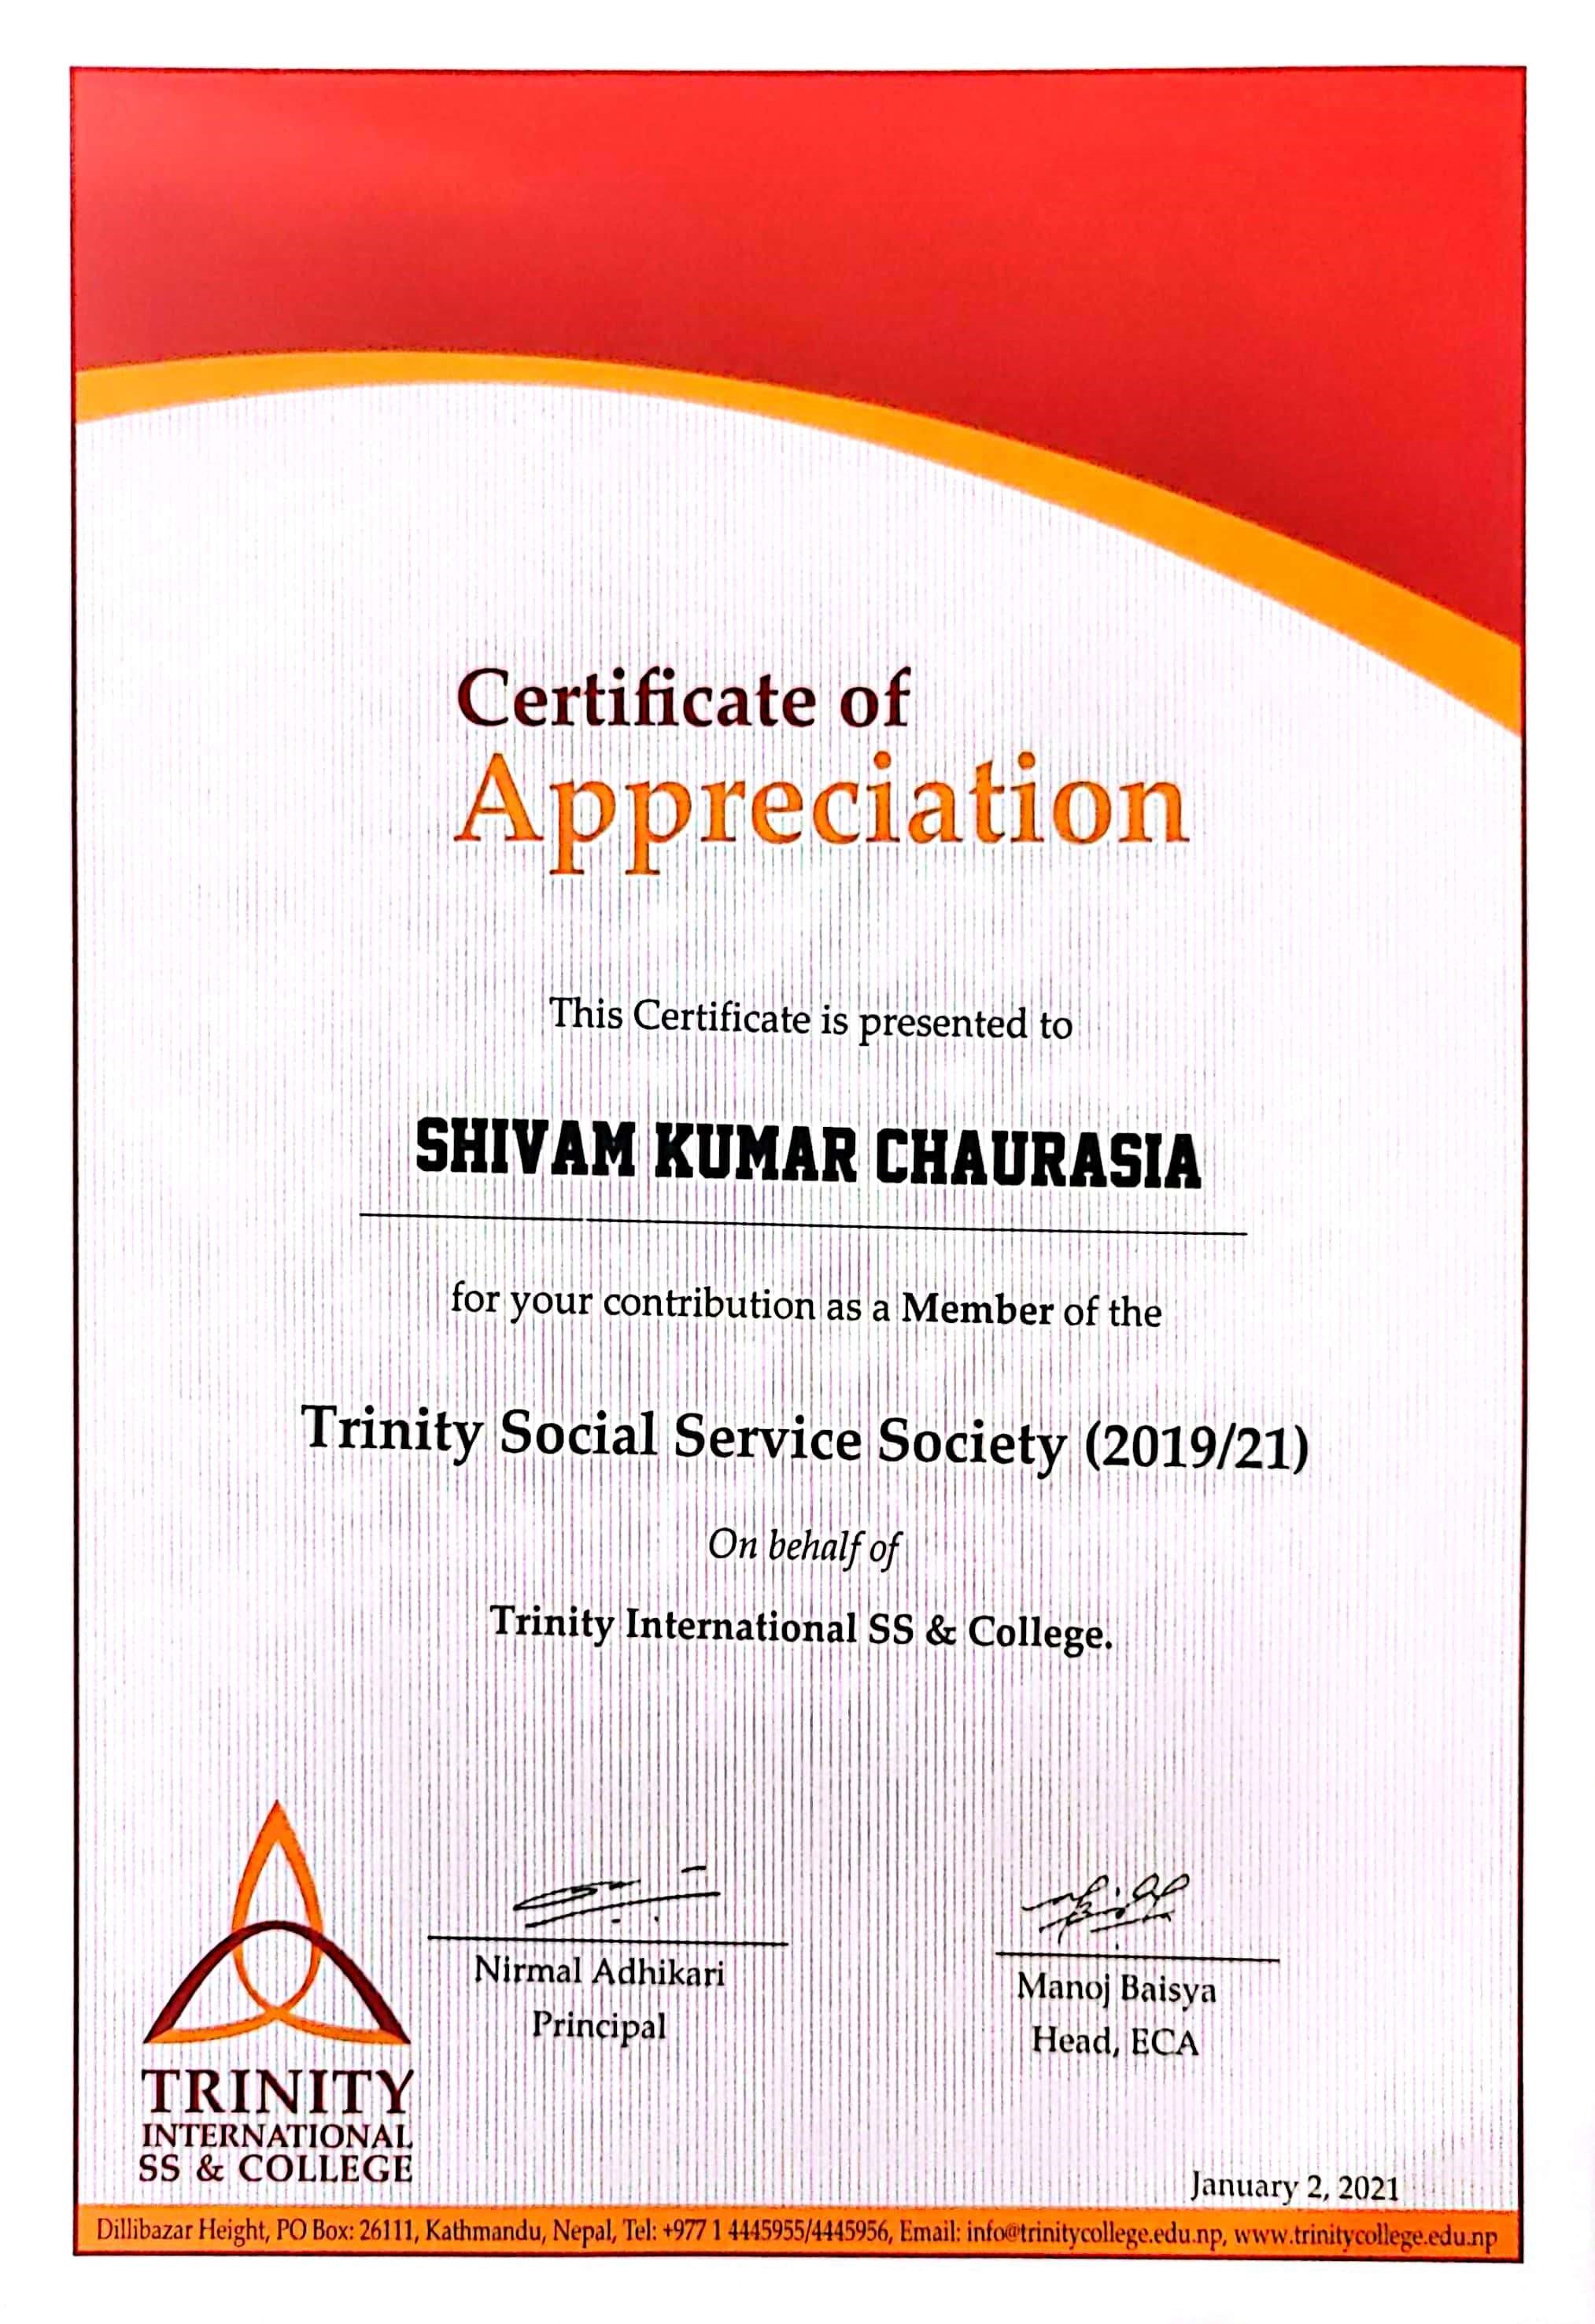 Certificate of
Appreciation
This Certificate is presented to
SHIVAM KUMAR CHAURASIA
for your contribution as a Member of the
Trinity Social Service Society (2019/21)
On behalf of
Trinity International SS & College.
Nirmal Adhikari
Principal
Manoj Baisya
Head, ECA
TRINITY
INTERNATIONAL
SS & COLLEGE
January 2, 2021
Dillibazar Height, PO Box: 26111, Kathmandu, Nepal, Tel: +977 1 4445955/4445956, Email: info@trinitycollege.edu.np, www.trinitycollege.edu.np